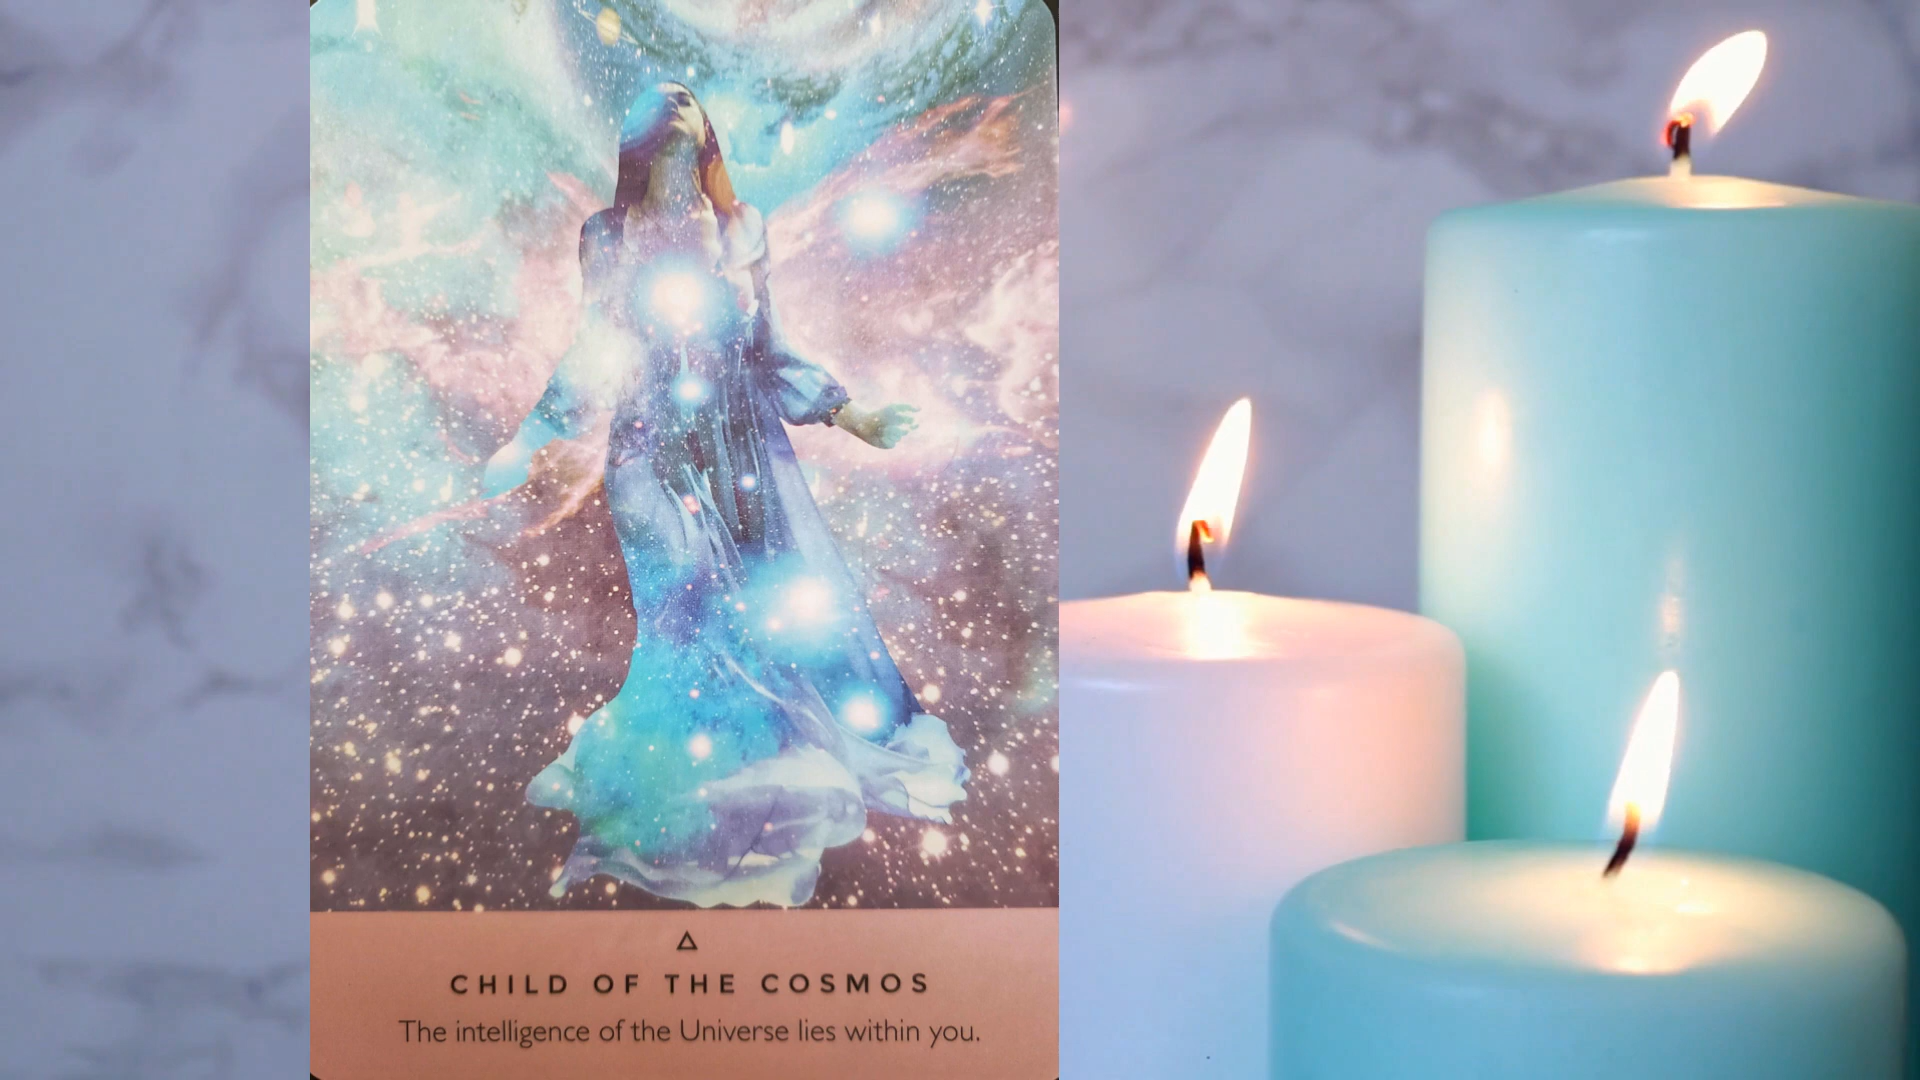 CHILD OF THE COSMOS
The intelligence of the Universe lies within you.